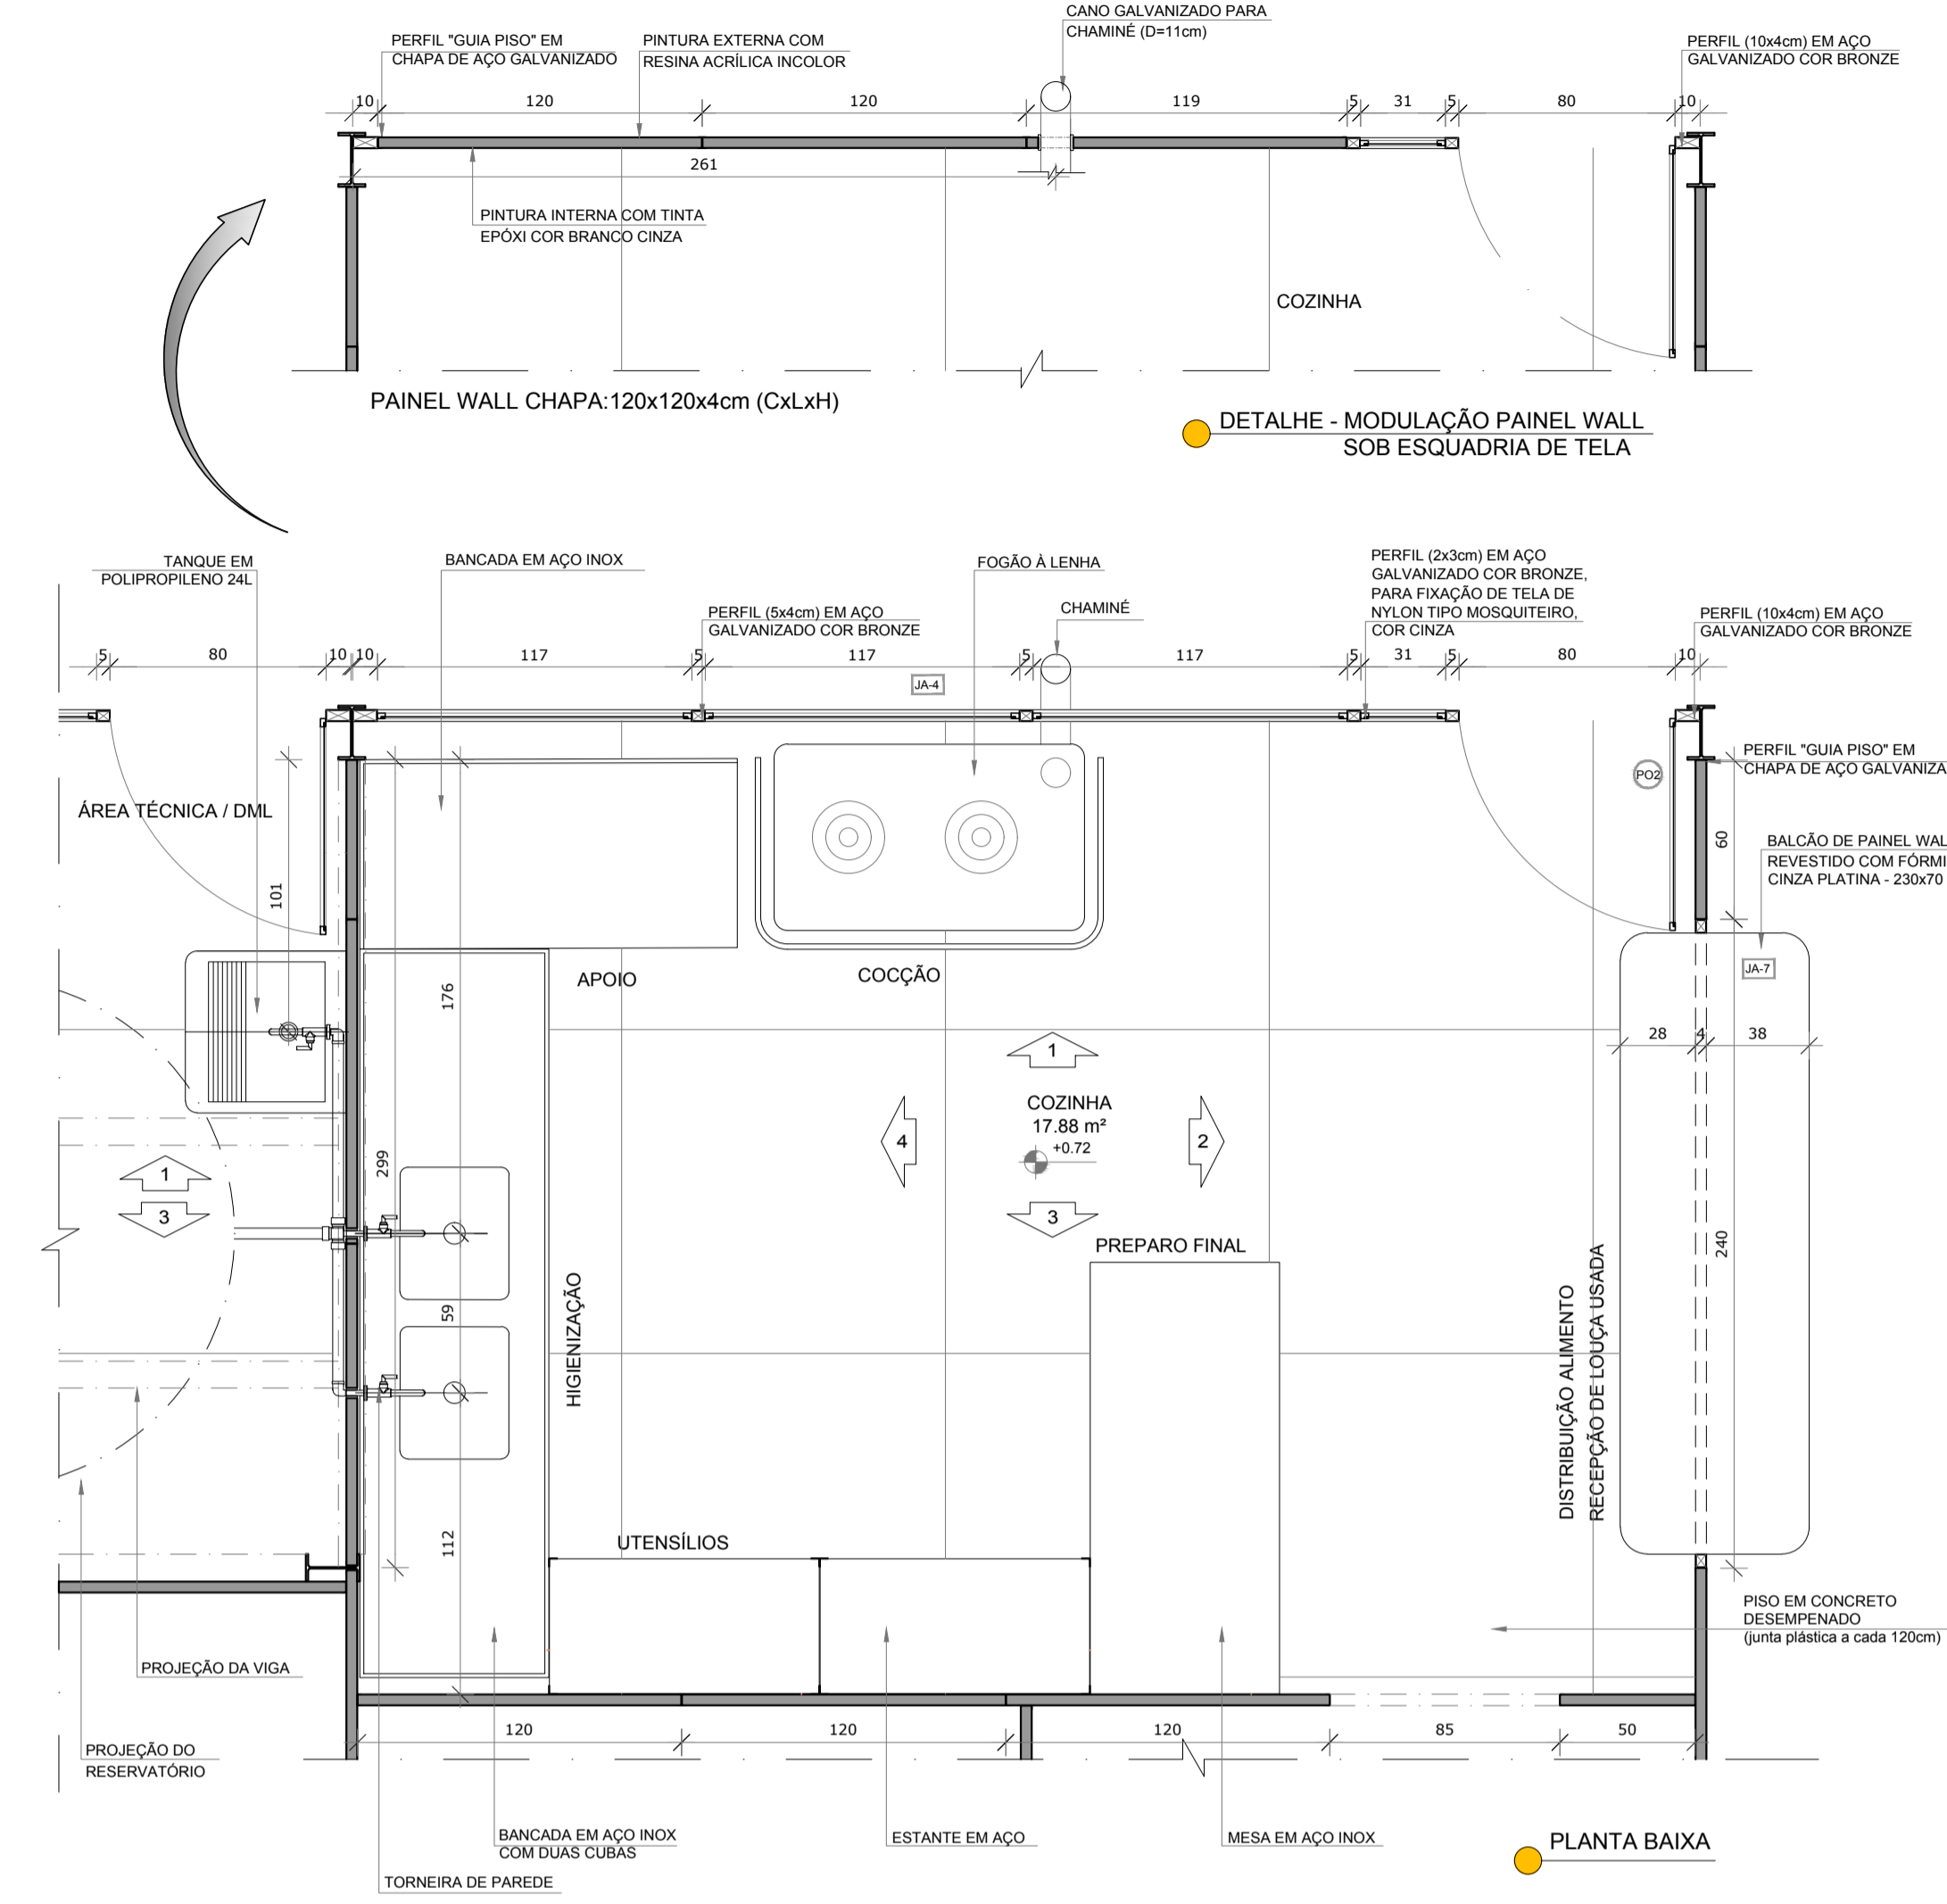 CANO GALVANIZADO PARA
CHAMINÉ (D=11cm)
PERFIL "GUIA PISO" EM
CHAPA DE AÇO GALVANIZADO
PINTURA EXTERNA COM
RESINA ACRÍLICA INCOLOR
PERFIL (10x4cm) EM AÇO
GALVANIZADO COR BRONZE
10 120 120 119 5 31 5 80 10
261
PINTURA INTERNA COM TINTA
EPÓXI COR BRANCO CINZA
COZINHA
PAINEL WALL CHAPA:120x120x4cm (CxLxH)
DETALHE - MODULAÇÃO PAINEL WALL
SOB ESQUADRIA DE TELA
TANQUE EM
POLIPROPILENO 24L
BANCADA EM AÇO INOX
FOGÃO À LENHA
PERFIL (2x3cm) EM AÇO
GALVANIZADO COR BRONZE,
PARA FIXAÇÃO DE TELA DE
NYLON TIPO MOSQUITEIRO,
COR CINZA
PERFIL (5x4cm) EM AÇO
GALVANIZADO COR BRONZE
CHAMINÉ
PERFIL (10x4cm) EM AÇO
GALVANIZADO COR BRONZE
5 80 10 10 117 5 117 5 117 5 31 5 80 10
JA-4
PERFIL "GUIA PISO" EM
CHAPA DE AÇO GALVANIZA
PO2
ÁREA TÉCNICA / DML
101
60
BALCÃO DE PAINEL WAL
REVESTIDO COM FÓRMI
CINZA PLATINA - 230x70
JA-7
APOIO
COCÇÃO
176
28 4 38
1
COZINHA
17.88 m²
+0.72
4
2
3
1
3
299
PREPARO FINAL
240
59
HIGIENIZAÇÃO
DISTRIBUIÇÃO ALIMENTO
RECEPÇÃO DE LOUÇA USADA
112
UTENSÍLIOS
PISO EM CONCRETO
DESEMPENADO
(junta plástica a cada 120cm)
PROJEÇÃO DA VIGA
120 120 120 85 50
PROJEÇÃO DO
RESERVATÓRIO
BANCADA EM AÇO INOX
COM DUAS CUBAS
ESTANTE EM AÇO
MESA EM AÇO INOX
PLANTA BAIXA
TORNEIRA DE PAREDE